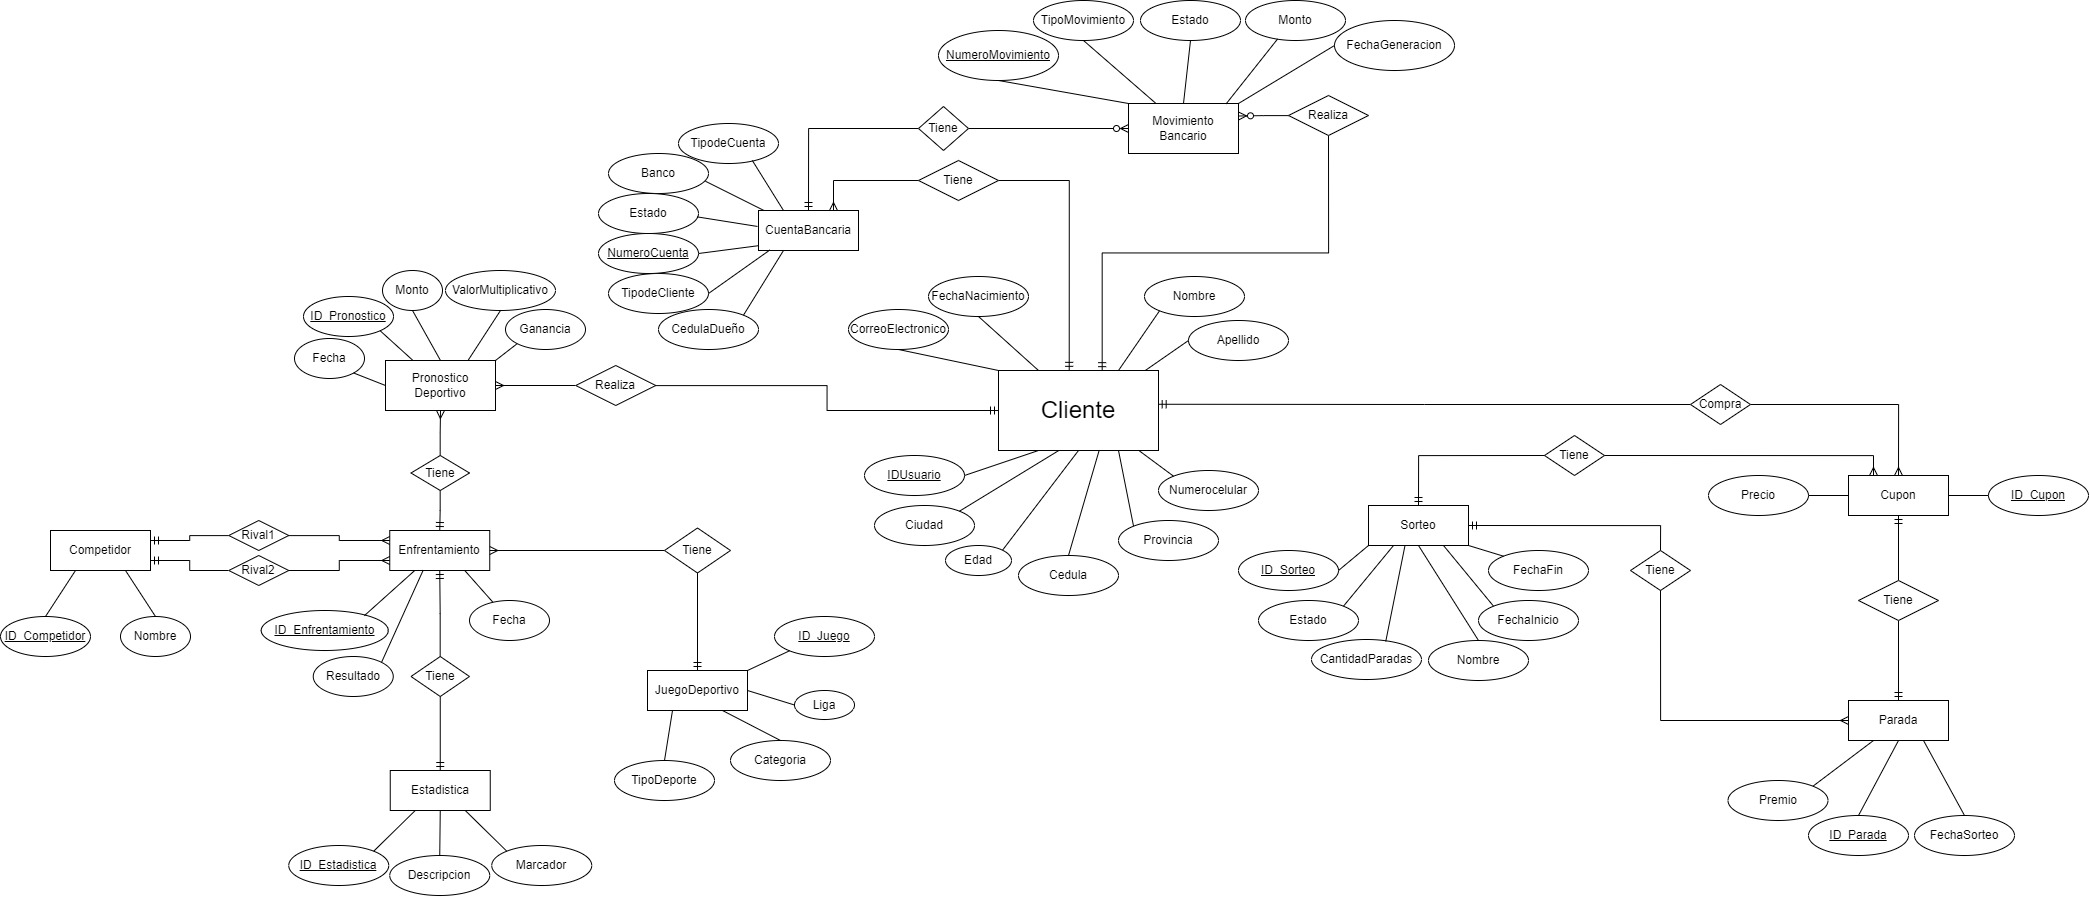 TipoMovimiento
Estado
Monto
FechaGeneracion
NumeroMovimiento
Movimiento
Bancario
Realiza
Tiene
TipodeCuenta
Banco
Estado
NumeroCuenta
TipodeCliente
CedulaDueño
CuentaBancaria
Tiene
FechaNacimiento
CorreoElectronico
Nombre
Apellido
Cliente
IDUsuario
Ciudad
Edad
Cedula
Provincia
Numerocelular
Monto
ValorMultiplicativo
ID_Pronostico
Ganancia
Fecha
Pronostico
Deportivo
Realiza
Tiene
Competidor
Rival1
Rival2
Enfrentamiento
ID_Competidor
Nombre
ID_Enfrentamiento
Resultado
Fecha
Tiene
Tiene
JuegoDeportivo
ID_Juego
Liga
Categoria
TipoDeporte
Estadistica
ID_Estadistica
Descripcion
Marcador
Compra
Tiene
Precio
Cupon
ID_Cupon
Sorteo
ID_Sorteo
Estado
CantidadParadas
Nombre
FechaInicio
FechaFin
Tiene
Tiene
Parada
Premio
ID_Parada
FechaSorteo